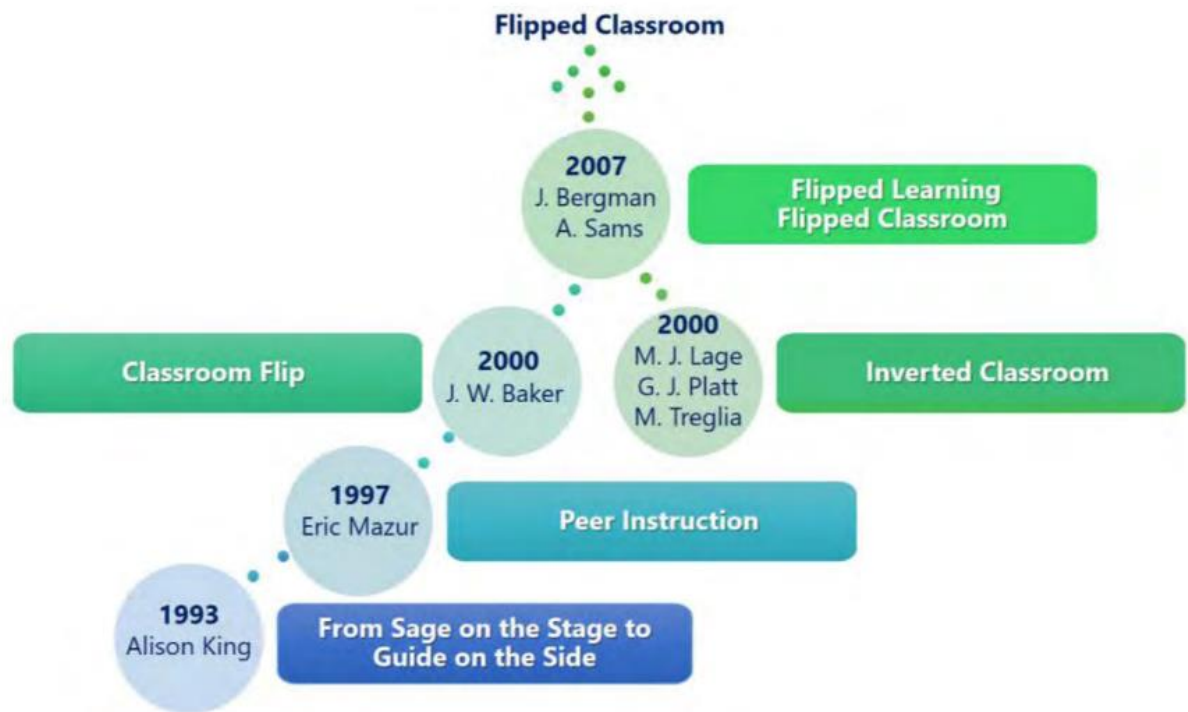 Flipped Classroom
2007
J. Bergman
A. Sams
Flipped Learning
Flipped Classroom
Classroom Flip
2000
J. W. Baker
2000
M. J. Lage
G. J. Platt
M. Treglia
Inverted Classroom
1997
Eric Mazur
Peer Instruction
1993
Alison King
From Sage on the Stage to
Guide on the Side